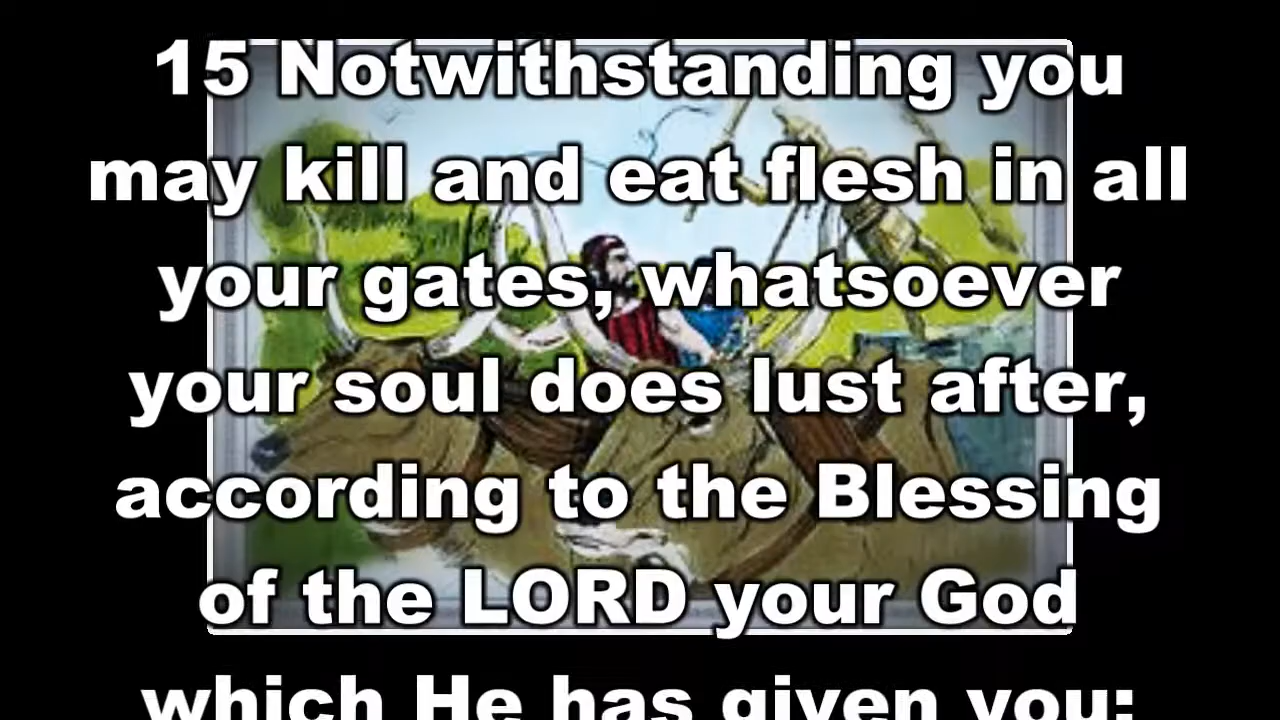 15 Notwithstanding you
may kill and eat flesh in all
your gates, whatsoever
your soul does lust after,
according to the Blessing
of the LORD your God
which He has given you: